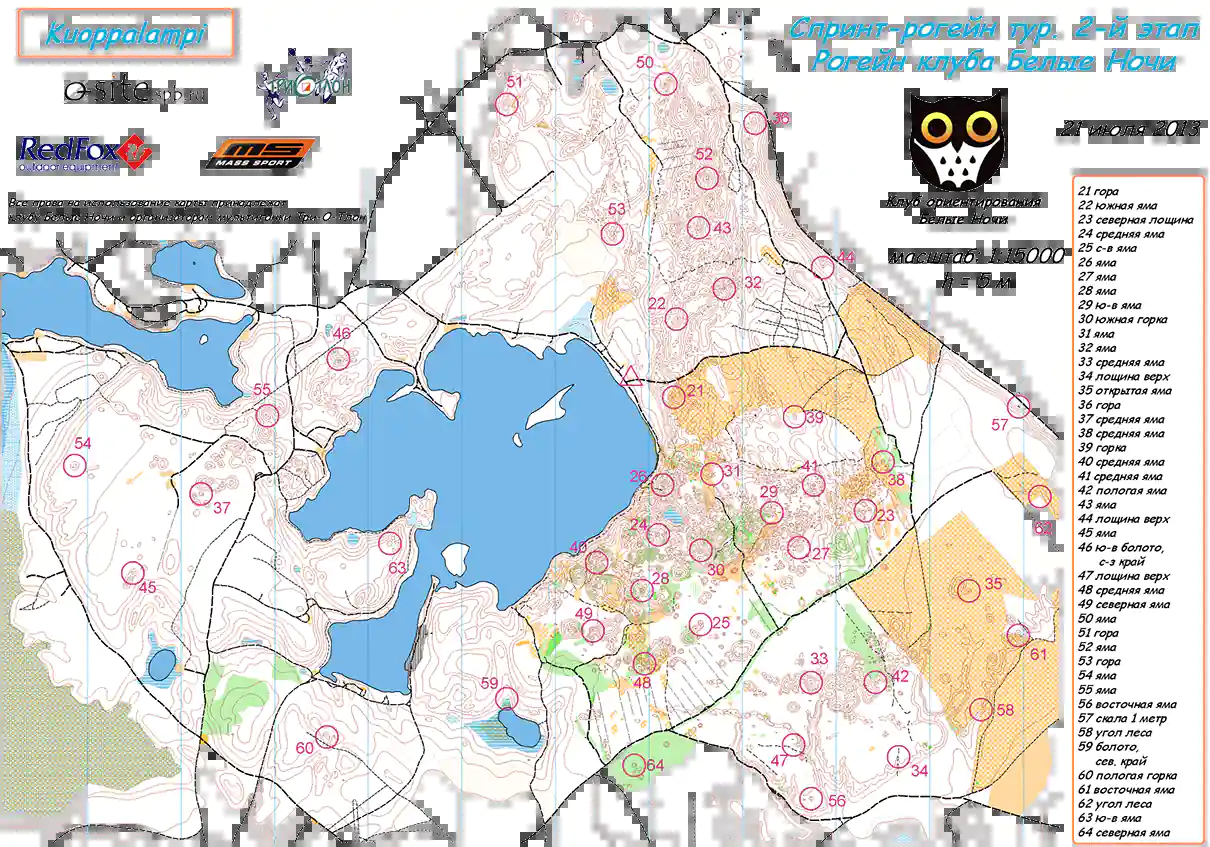 Kuoppalampi
Спринт-рогейн тур. 2-й этап
Рогейн клуба Белые Ночи
o-site.spb.ru
ТРИОТЛОН
RedFox
outdoor equipment
MS
MASS SPORT
21 июля 2013
Все права на использование карты принадлежат
клубу Белые Ночи и организатором мультигонки Три-О-Тлон
Клуб ориентирования
Белые Ночи
масштаб: 1:15000
h = 5 м
21 гора
22 южная яма
23 северная лощина
24 средняя яма
25 с-в яма
26 яма
27 яма
28 яма
29 ю-в яма
30 южная горка
31 яма
32 яма
33 средняя яма
34 лощина верх
35 открытая яма
36 гора
37 средняя яма
38 средняя яма
39 горка
40 средняя яма
41 средняя яма
42 пологая яма
43 яма
44 лощина верх
45 яма
46 ю-в болото,
с-з край
47 лощина верх
48 средняя яма
49 северная яма
50 яма
51 гора
52 яма
53 гора
54 яма
55 яма
56 восточная яма
57 скала 1 метр
58 угол леса
59 болото,
сев. край
60 пологая горка
61 восточная яма
62 угол леса
63 ю-в яма
64 северная яма
50
51
36
52
53
43
44
32
22
46
21
55
39
57
54
26
31
41
38
37
29
62
24
23
40
30
27
63
45
28
35
49
25
61
48
33
42
59
58
60
47
34
64
56